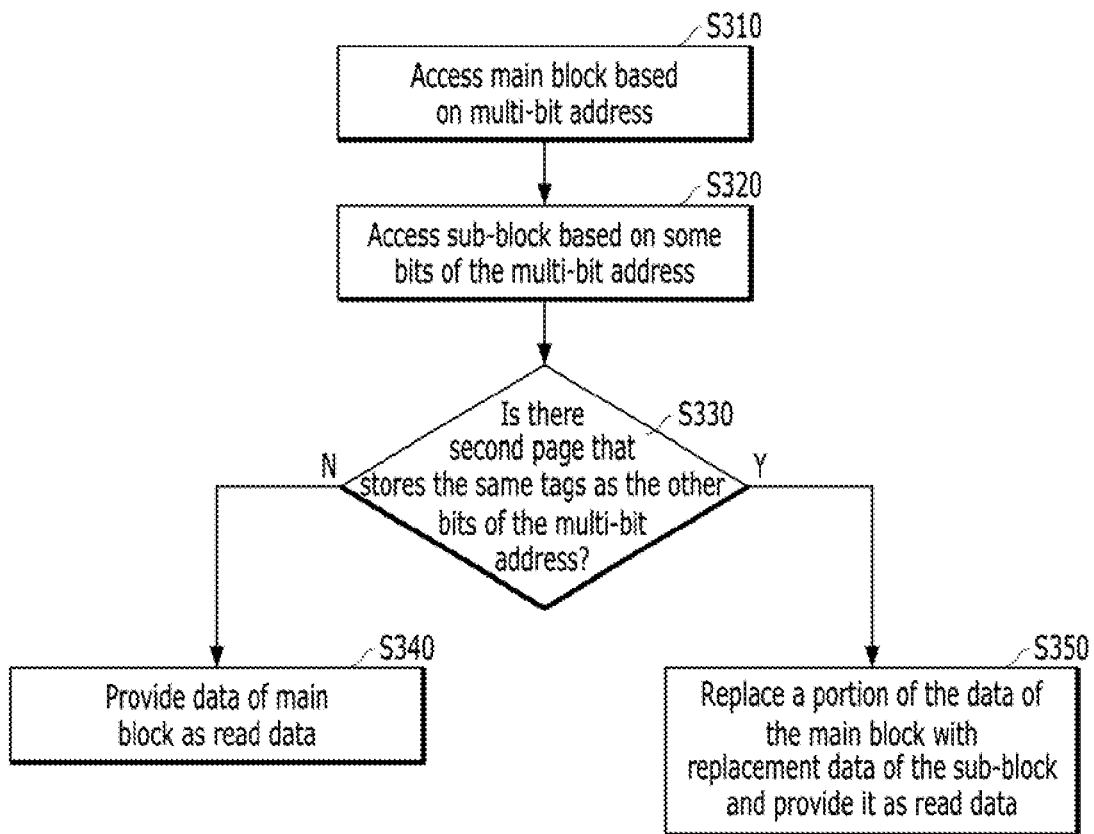 S310
Access main block based
on multi-bit address
S320
Access sub-block based on some
bits of the multi-bit address
S330
Is there
second page that
stores the same tags as the other
bits of the multi-bit
address?
N
Y
S340
Provide data of main
block as read data
S350
Replace a portion of the data of
the main block with
replacement data of the sub-block
and provide it as read data